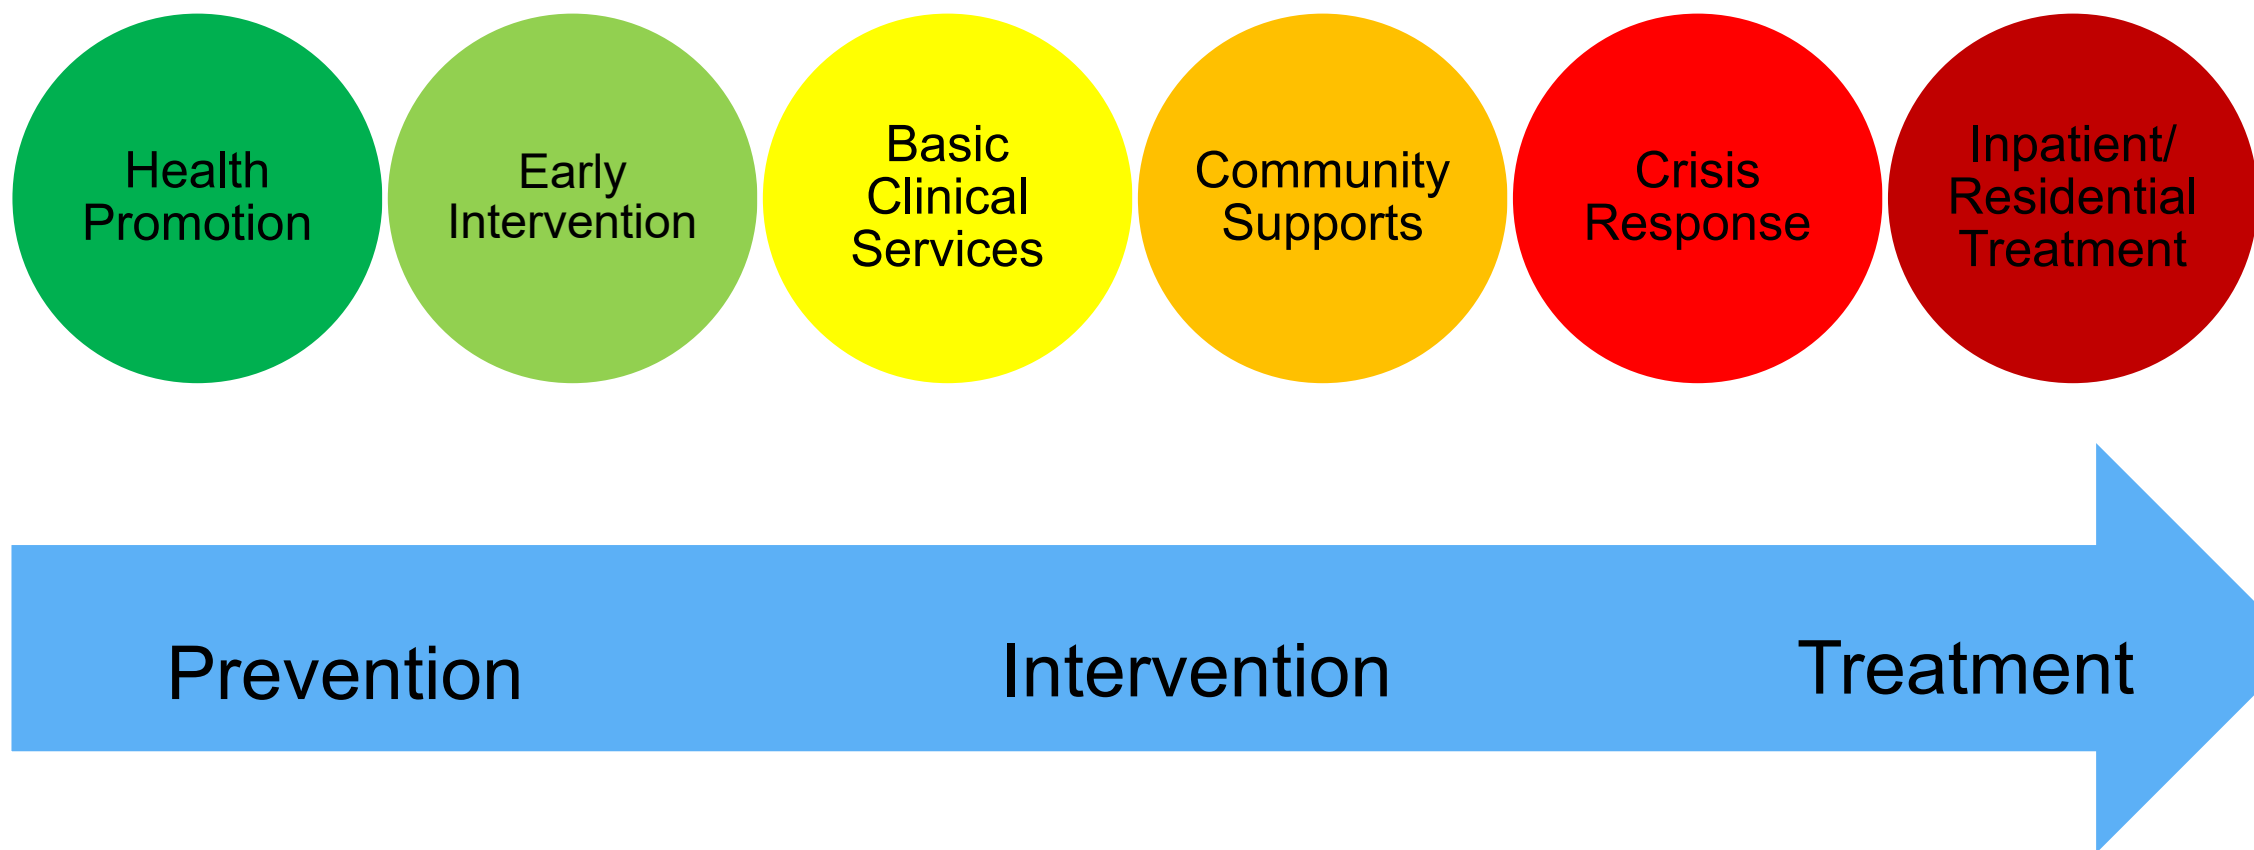 Health
Promotion
Early
Intervention
Basic
Clinical
Services
Community
Supports
Crisis
Response
Inpatient/
Residential
Treatment
Prevention
Intervention
Treatment